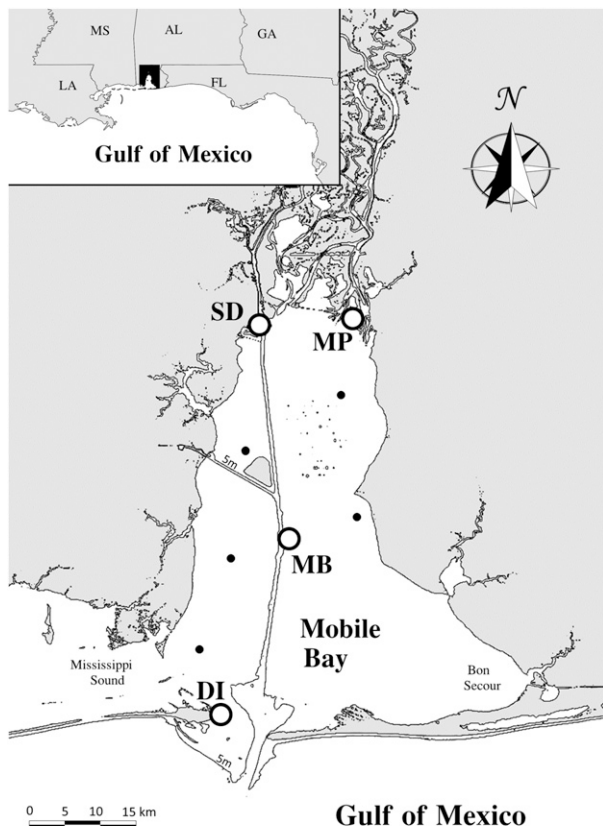 MS
AL
GA
LA
FL
Gulf of Mexico
N
SD
MP
5m
MB
Mobile
Bay
Mississippi
Sound
Bon
Secour
DI
5m
0 5 10 15 km
Gulf of Mexico